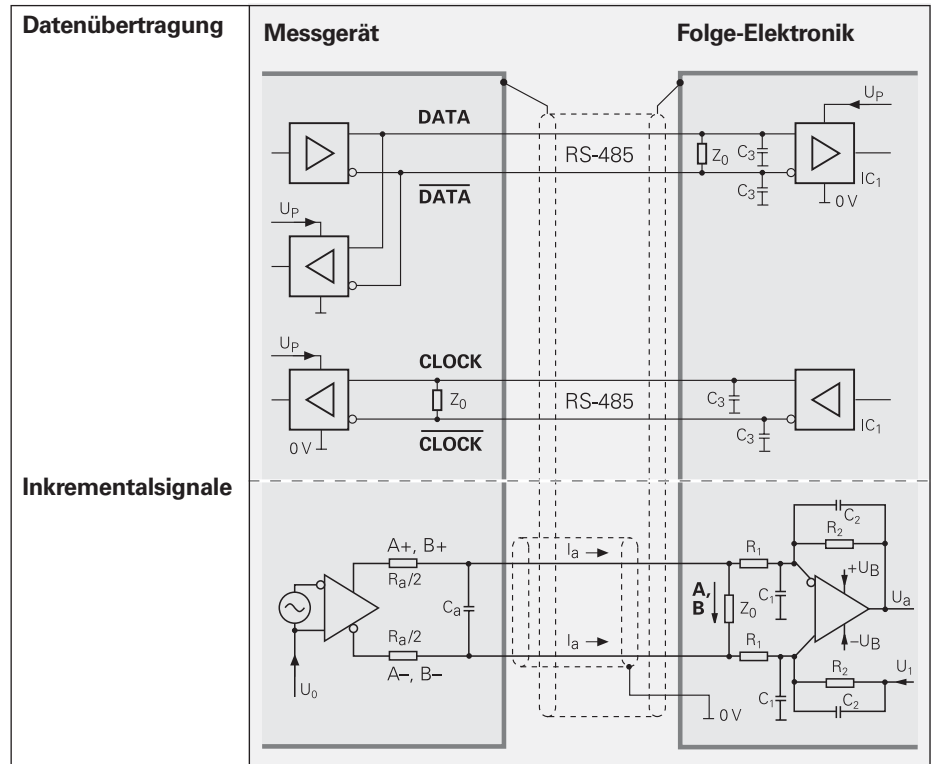 Datenübertragung
Messgerät
Folge-Elektronik
DATA
RS-485
DATA
Z0
C3
C3
UP
IC1
0 V
UP
UP
CLOCK
Z0
RS-485
CLOCK
0 V
C3
C3
IC1
Inkrementalsignale
A+, B+
Ra/2
Ca
Ra/2
A–, B–
U0
Ia
Ia
0 V
A,
B
Z0
R1
C1
R1
C1
C2
R2
+UB
Ua
–UB
R2
U1
C2